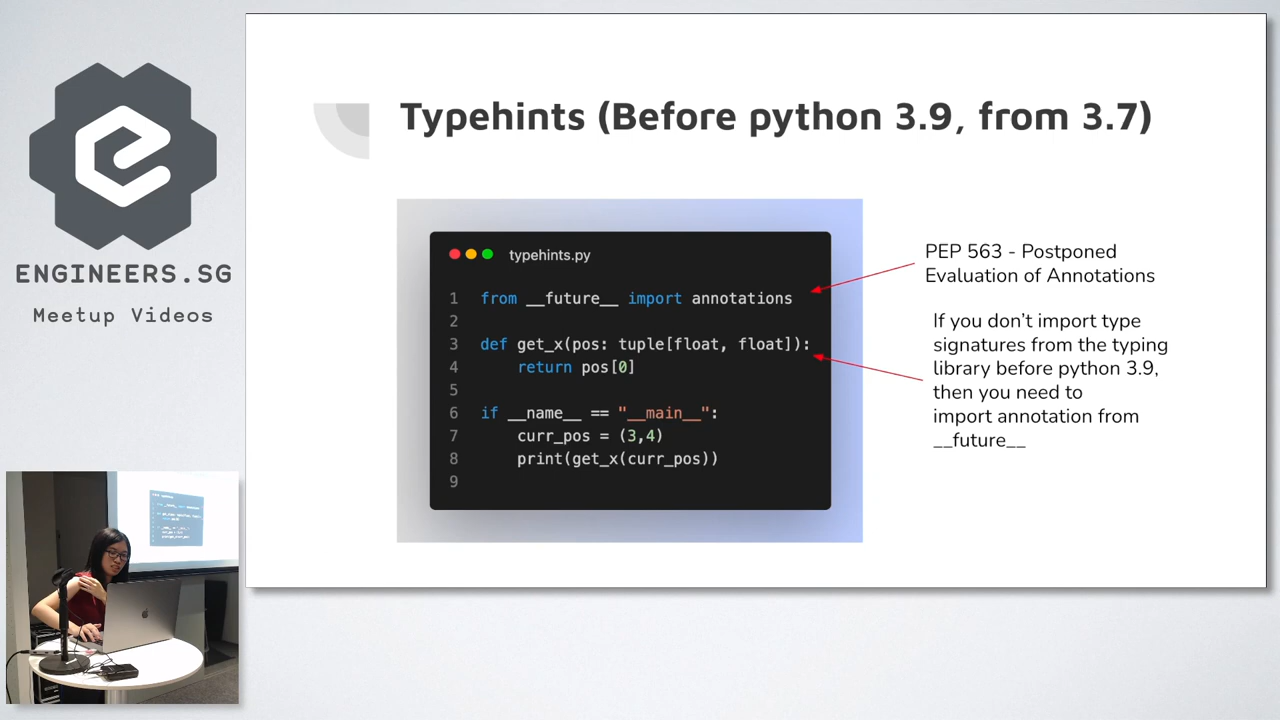 ENGINEERS.SG
Meetup Videos
Typehints (Before python 3.9, from 3.7)
typehints.py
1 from __future__ import annotations
2
3 def get_x(pos: tuple[float, float]):
4     return pos[0]
5
6 if __name__ == "__main__":
7     curr_pos = (3,4)
8     print(get_x(curr_pos))
9
PEP 563 - Postponed
Evaluation of Annotations
If you don’t import type
signatures from the typing
library before python 3.9,
then you need to
import annotation from
__future__